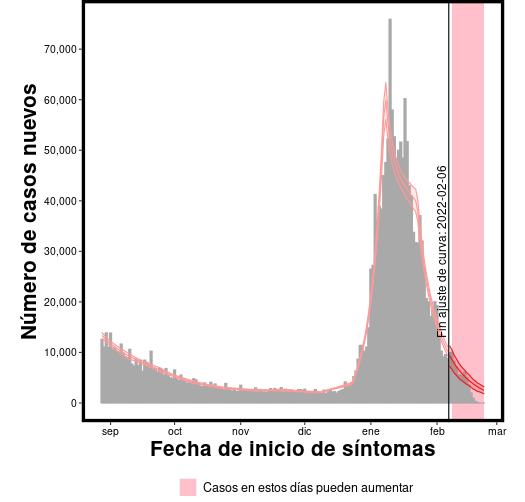 Número de casos nuevos
70,000
60,000
50,000
40,000
30,000
20,000
10,000
0
Fin ajuste de curva: 2022-02-06
sep oct nov dic ene feb mar
Fecha de inicio de síntomas
Casos en estos días pueden aumentar